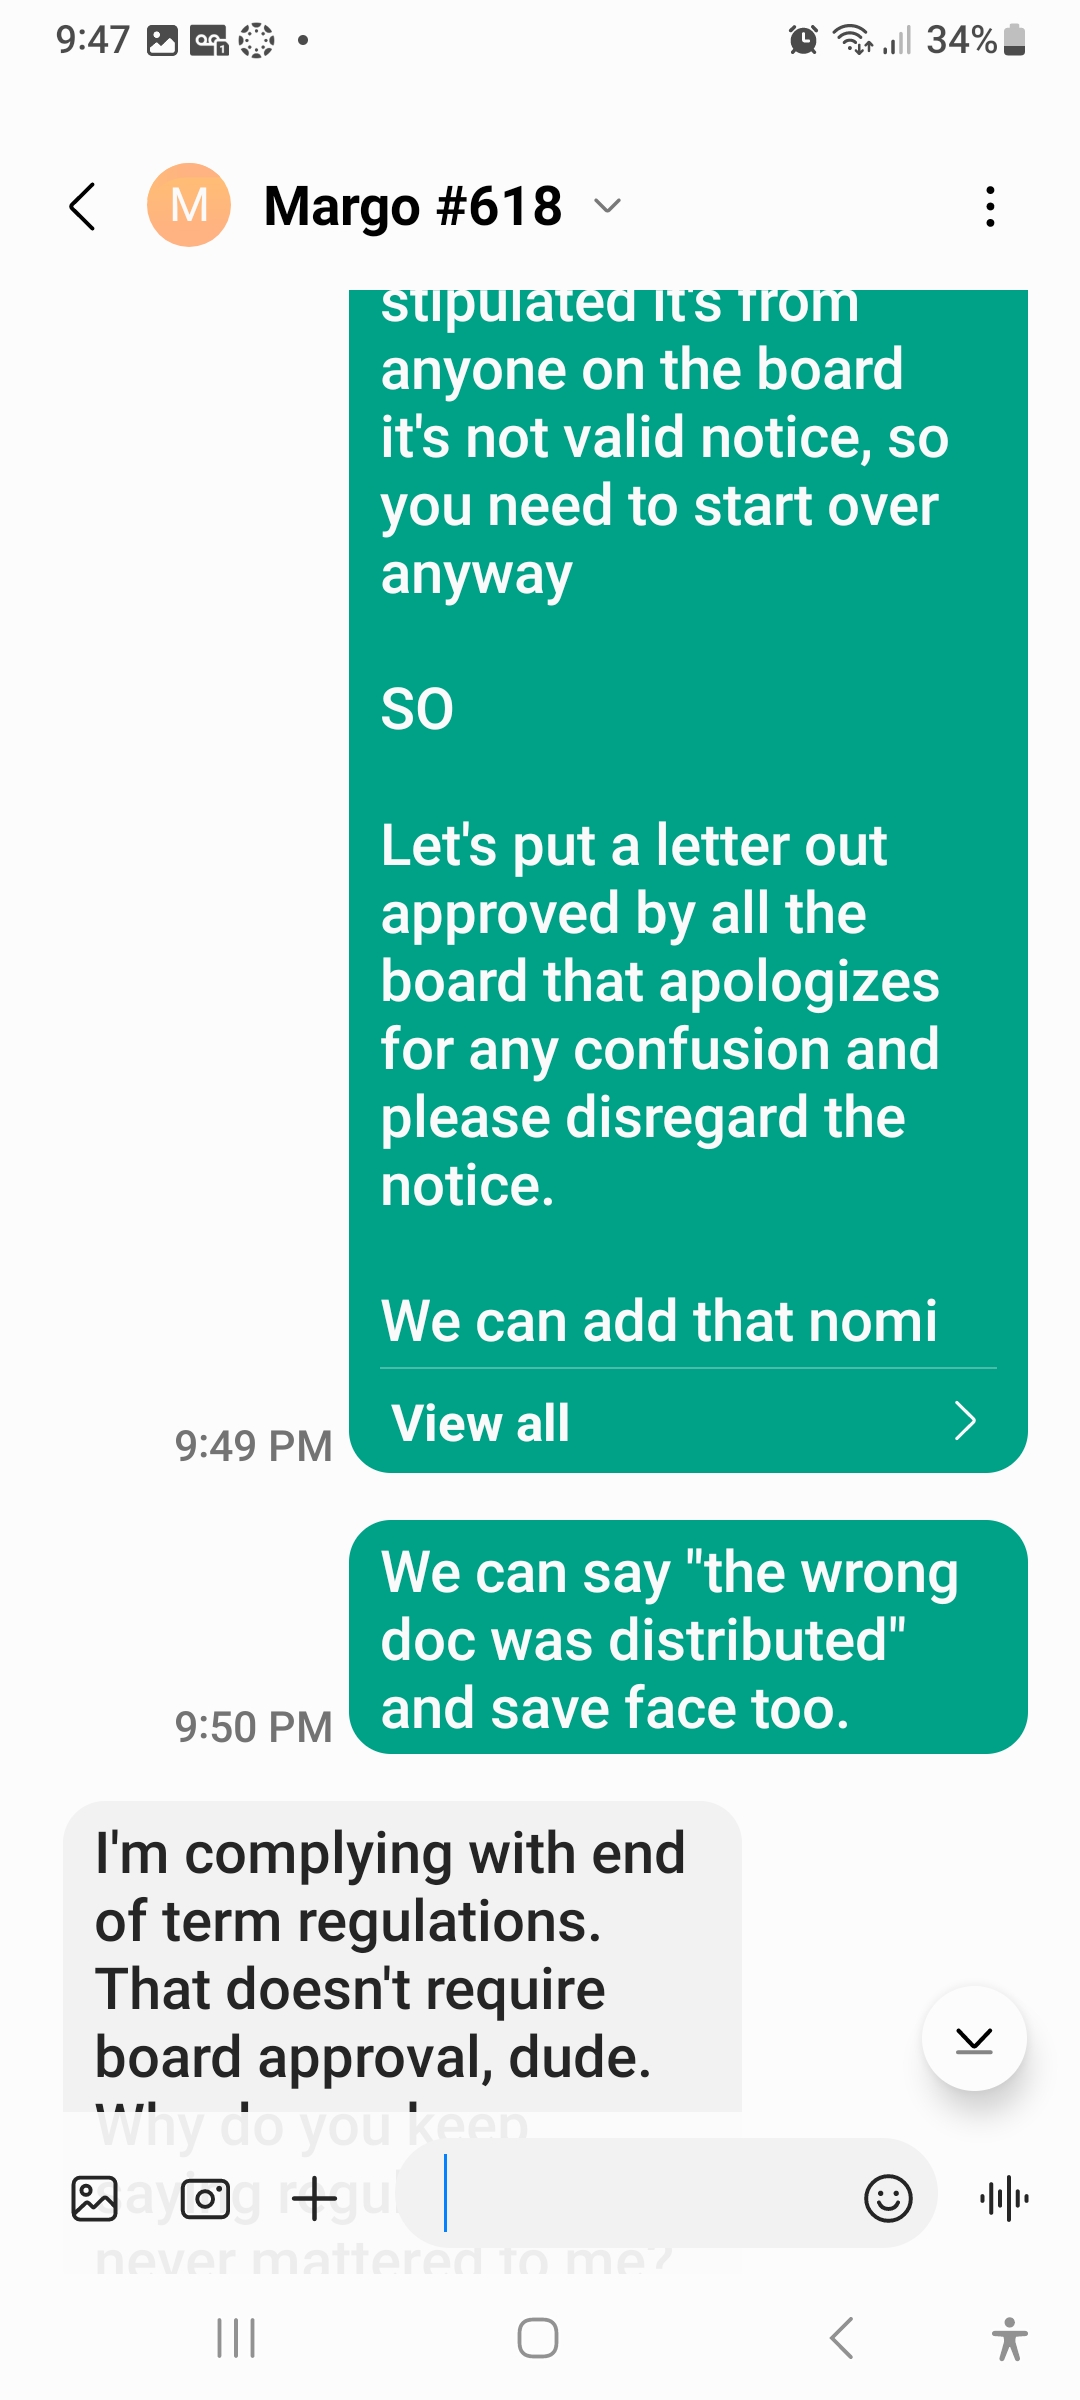 9:47
34%
M
Margo #618
stipulated it's from
anyone on the board
it's not valid notice, so
you need to start over
anyway
SO
Let's put a letter out
approved by all the
board that apologizes
for any confusion and
please disregard the
notice.
We can add that nomi
View all
9:49 PM
We can say "the wrong
doc was distributed"
and save face too.
9:50 PM
I'm complying with end
of term regulations.
That doesn't require
board approval, dude.
Why do you keep
saying regul
never mattered to me?